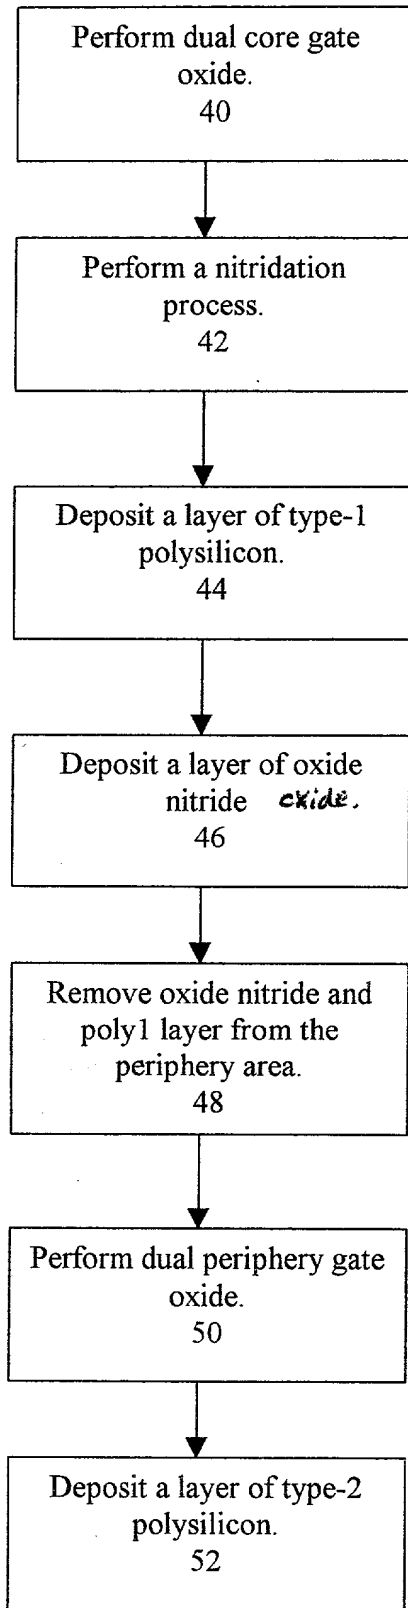 Perform dual core gate
oxide.
40
Perform a nitridation
process.
42
Deposit a layer of type-1
polysilicon.
44
Deposit a layer of oxide
nitride oxide.
46
Remove oxide nitride and
poly1 layer from the
periphery area.
48
Perform dual periphery gate
oxide.
50
Deposit a layer of type-2
polysilicon.
52